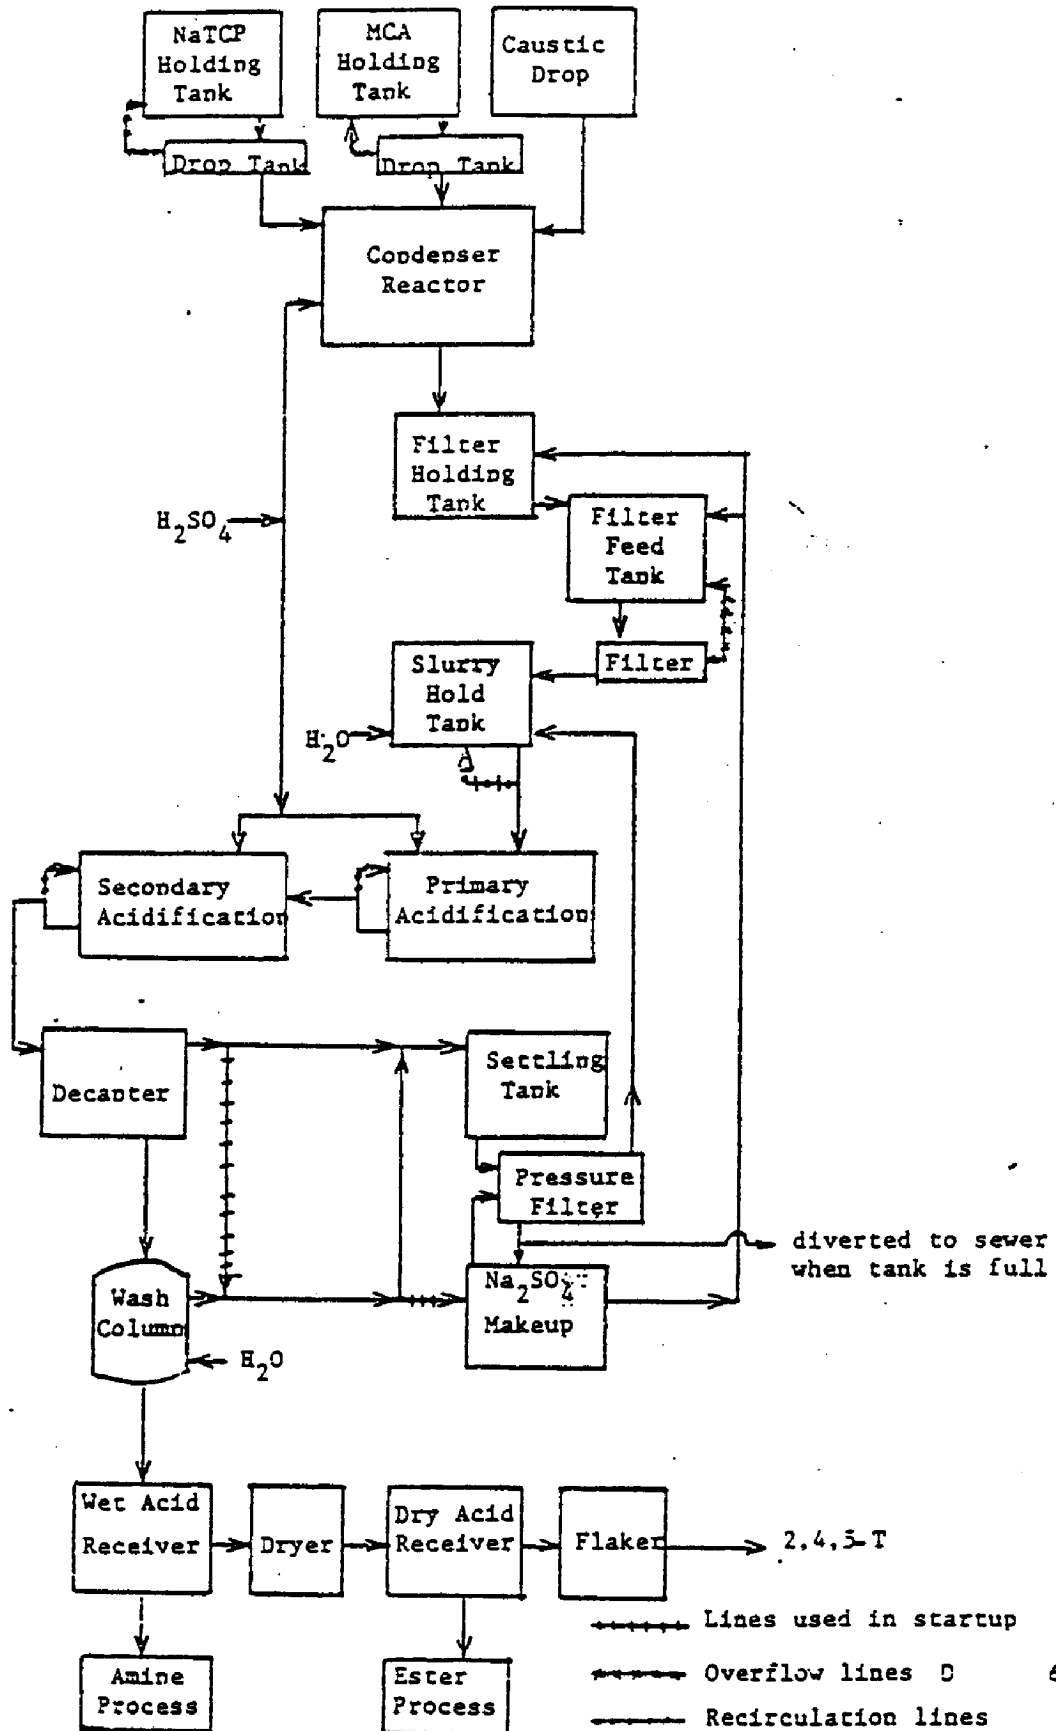 NaTCP
Holding
Tank
MCA
Holding
Tank
Caustic
Drop
Drop Tank
Drop Tank
Condenser
Reactor
Filter
Holding
Tank
H2SO4
Filter
Feed
Tank
Filter
Slurry
Hold
Tank
H2O
Secondary
Acidification
Primary
Acidification
Decanter
Settling
Tank
Pressure
Filter
diverted to sewer
when tank is full
Na2SO4
Makeup
Wash
Column
H2O
Wet Acid
Receiver
Dryer
Dry Acid
Receiver
Flaker
2,4,5-T
Lines used in startup
Amine
Process
Ester
Process
Overflow lines
Recirculation lines